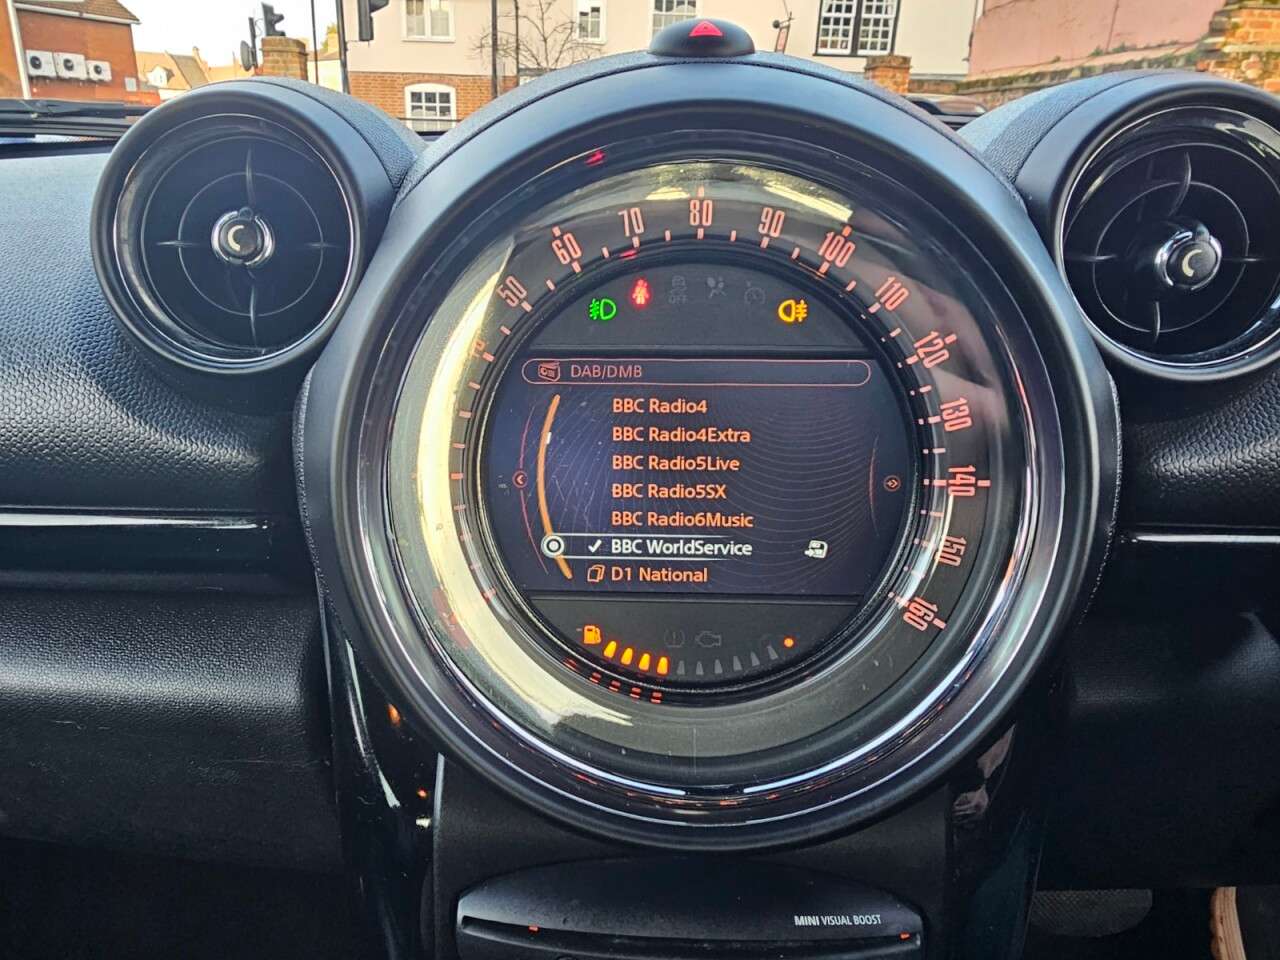 50
60
70
80
90
100
110
120
130
140
150
160
OFF
DAB/DMB
BBC Radio4
BBC Radio4Extra
BBC Radio5Live
BBC Radio5SX
BBC Radio6Music
BBC WorldService
D1 National
MINI VISUAL BOOST